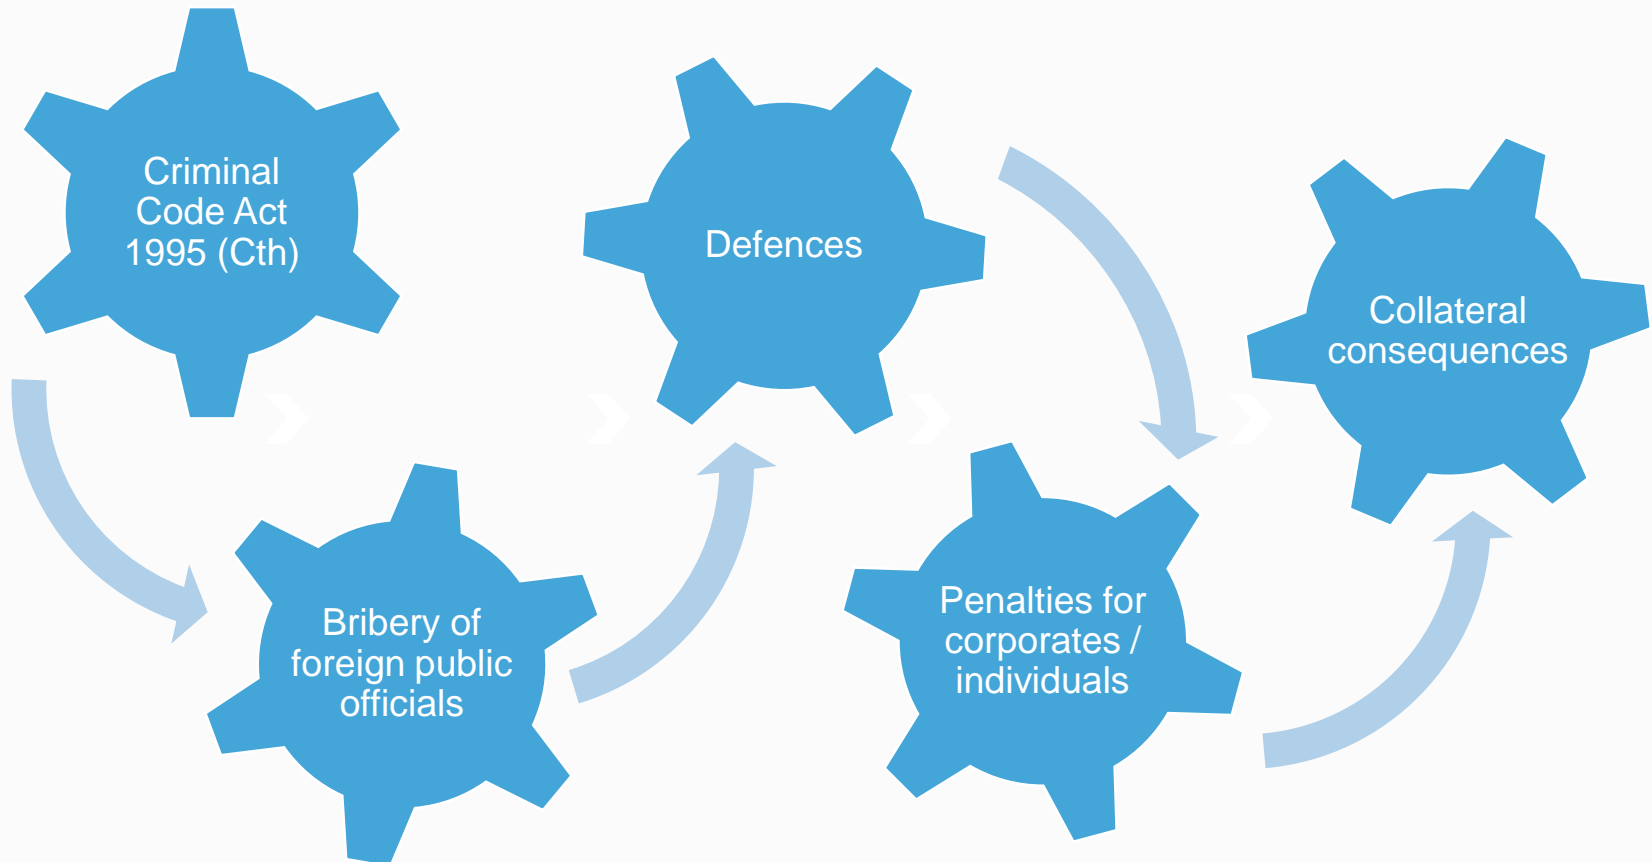 Criminal
Code Act
1995 (Cth)
Bribery of
foreign public
officials
Defences
Penalties for
corporates /
individuals
Collateral
consequences